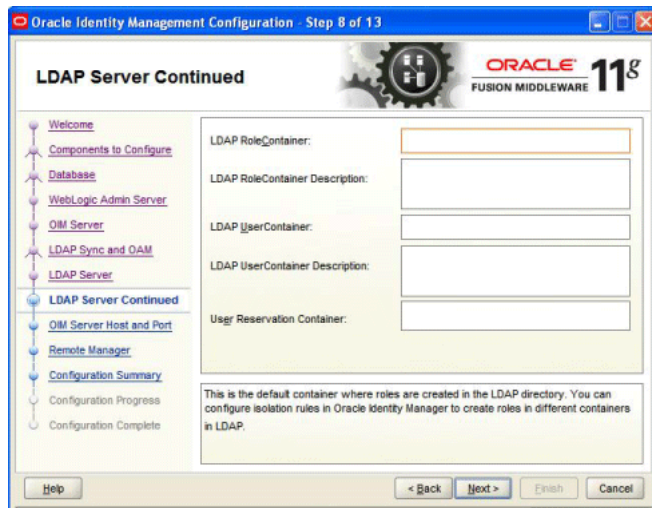 Oracle Identity Management Configuration - Step 8 of 13
LDAP Server Continued
ORACLE
FUSION MIDDLEWARE
11g
Welcome
Components to Configure
Database
WebLogic Admin Server
OIM Server
LDAP Sync and OAM
LDAP Server
LDAP Server Continued
OIM Server Host and Port
Remote Manager
Configuration Summary
Configuration Progress
Configuration Complete
LDAP RoleContainer:
LDAP RoleContainer Description:
LDAP UserContainer:
LDAP UserContainer Description:
User Reservation Container:
This is the default container where roles are created in the LDAP directory. You can
configure isolation rules in Oracle Identity Manager to create roles in different containers
in LDAP.
Help
< Back
Next >
Finish
Cancel